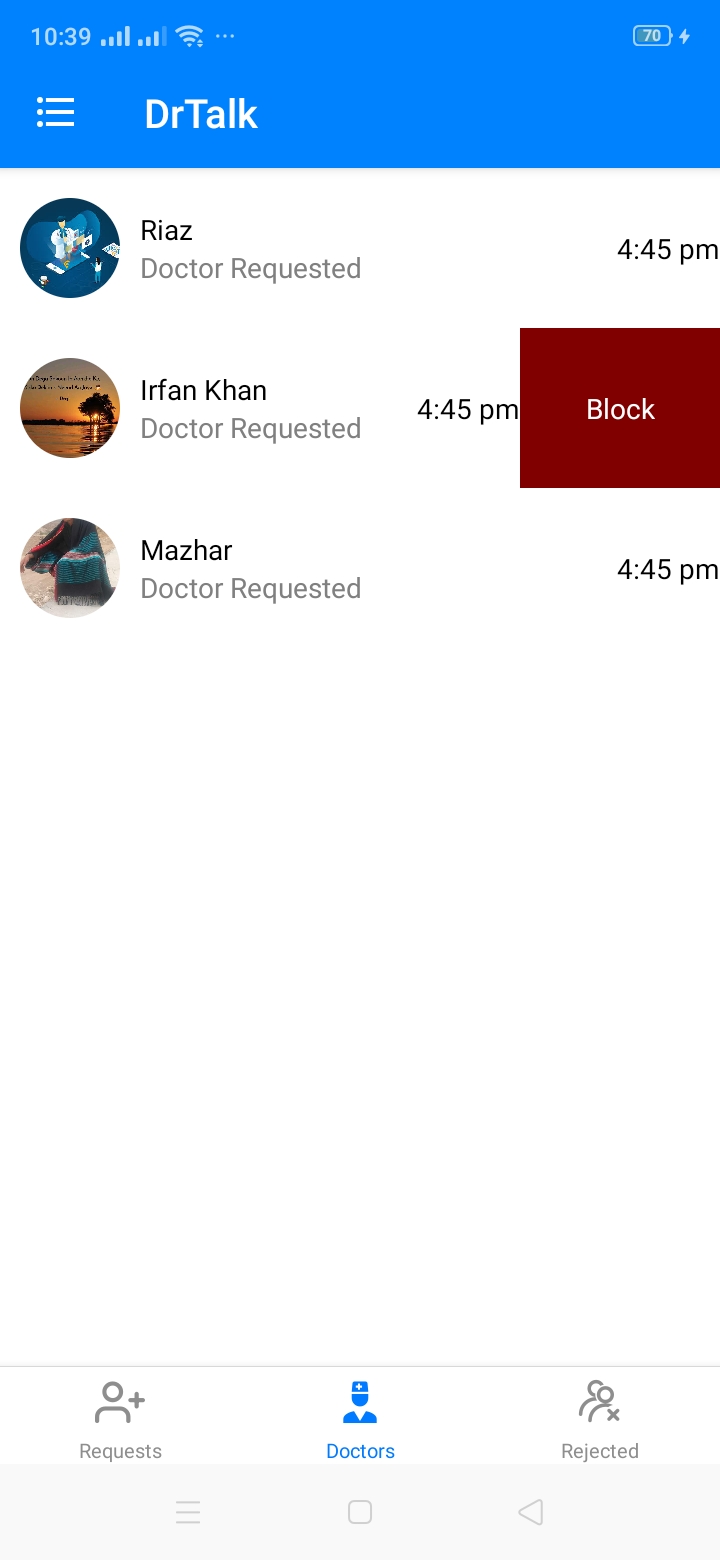 10:39
70
DrTalk
Riaz
Doctor Requested
4:45 pm
Irfan Khan
Doctor Requested
4:45 pm
Block
Mazhar
Doctor Requested
4:45 pm
Requests
Doctors
Rejected